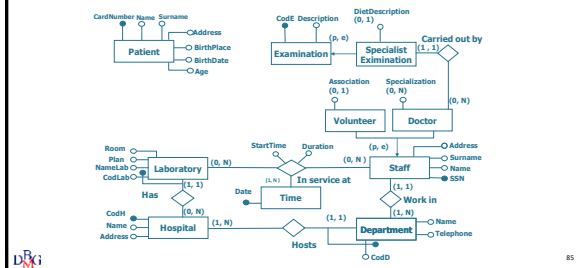 CardNumber Name Surname
Address
BirthPlace
BirthDate
Age
Patient
CodE Description
Examination
(p, e)
DietDescription
(0, 1)
Specialist
Eximination
(1 , 1)
Carried out by
Association
(0, 1)
Specialization
(0, N)
Volunteer
Doctor
(0, N)
(p, e)
Room
Plan
NameLab
CodLab
Laboratory
(0, N)
StartTime
Duration
(0, N )
In service at
(1, N )
Date
Time
Staff
Address
Surname
Name
SSN
(1, 1)
Has
(0, N)
(1, 1)
Work in
(1, N)
CodH
Name
Address
Hospital
(1, N)
Hosts
(1, 1)
Department
Name
Telephone
CodD
DBMG
85